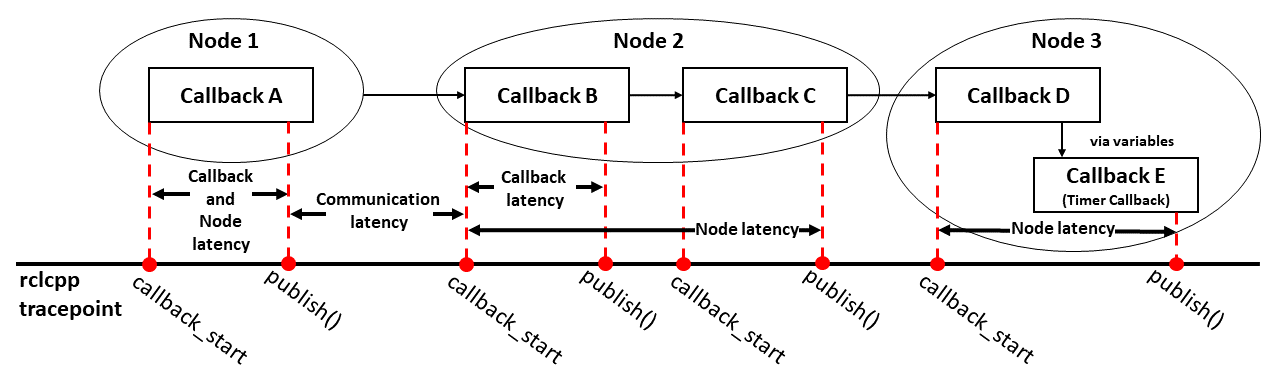 Node 1
Node 2
Node 3
Callback A
Callback B
Callback C
Callback D
via variables
Callback E
(Timer Callback)
Callback
and
Node
latency
Communication
latency
Callback
latency
Node latency
Node latency
rclcpp
tracepoint
callback_start
publish()
callback_start
publish()
callback_start
publish()
callback_start
publish()